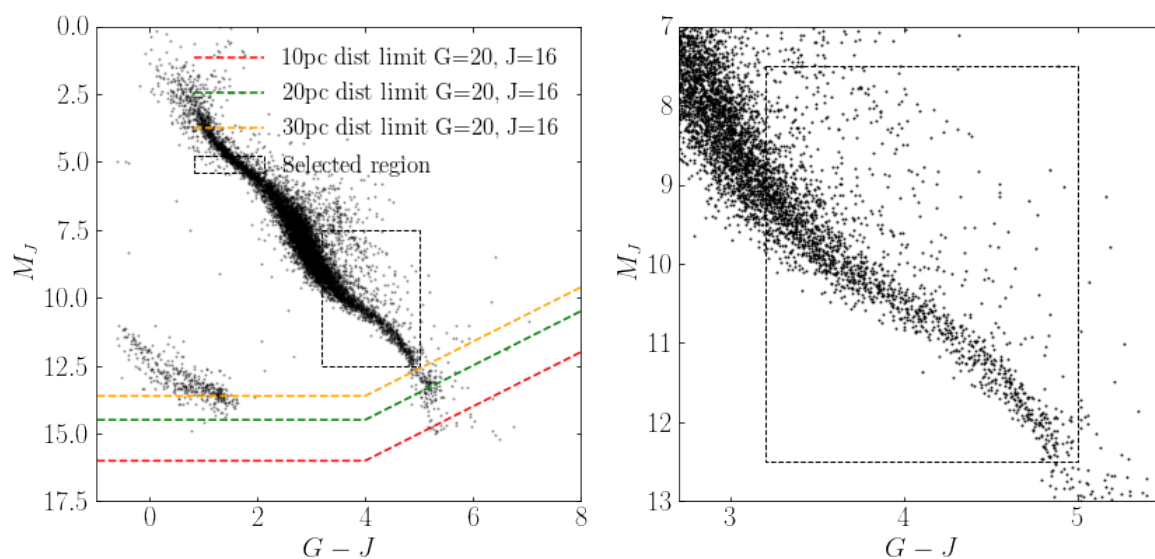 0.0
2.5
5.0
7.5
10.0
12.5
15.0
17.5
M_J
0 2 4 6 8
G − J
10pc dist limit G=20, J=16
20pc dist limit G=20, J=16
30pc dist limit G=20, J=16
Selected region
7
8
9
10
11
12
13
M_J
3 4 5
G − J